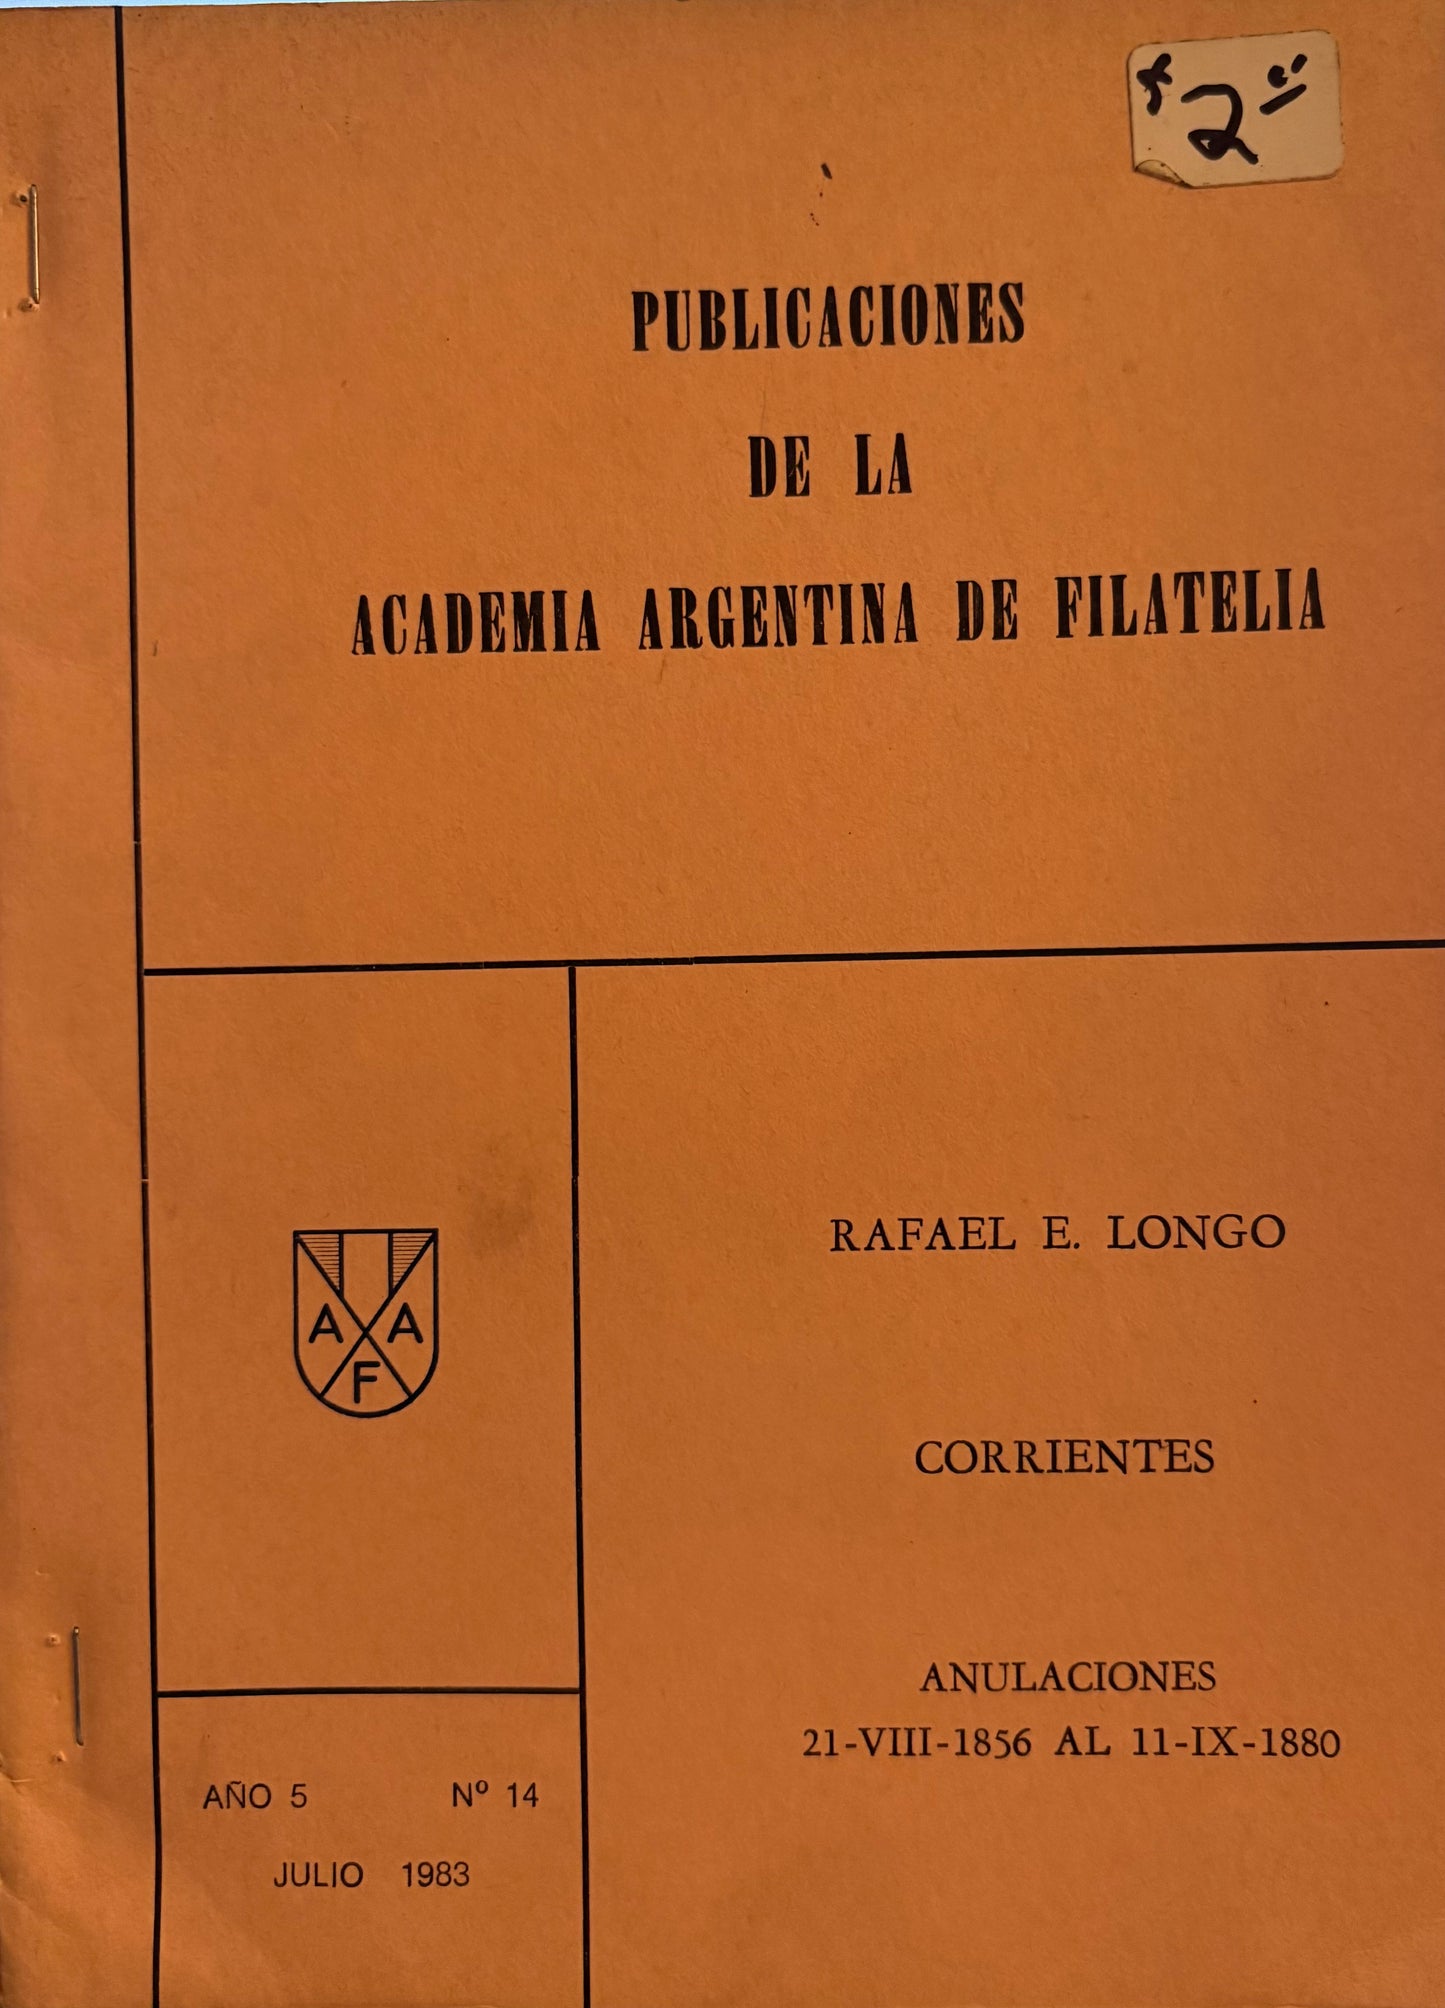 $2
PUBLICACIONES
DE LA
ACADEMIA ARGENTINA DE FILATELIA
A A
F
RAFAEL E. LONGO
CORRIENTES
ANULACIONES
21-VIII-1856 AL 11-IX-1880
AÑO 5 Nº 14
JULIO 1983